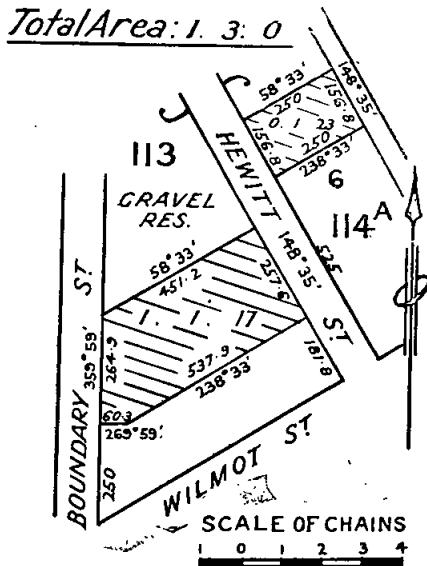 Total Area: 1. 3: 0
58° 33'
250
148° 35'
156.8
0. 1. 23
156.8
250
238° 33'
HEWITT ST
113
GRAVEL
RES.
6
114 A
525
148° 35'
58° 33'
451.2
257.6
1. 1. 17
BOUNDARY ST
359° 59'
264.9
537.9
238° 33'
181.8
60.3
269° 59'
250
WILMOT ST
SCALE OF CHAINS
1 0 1 2 3 4